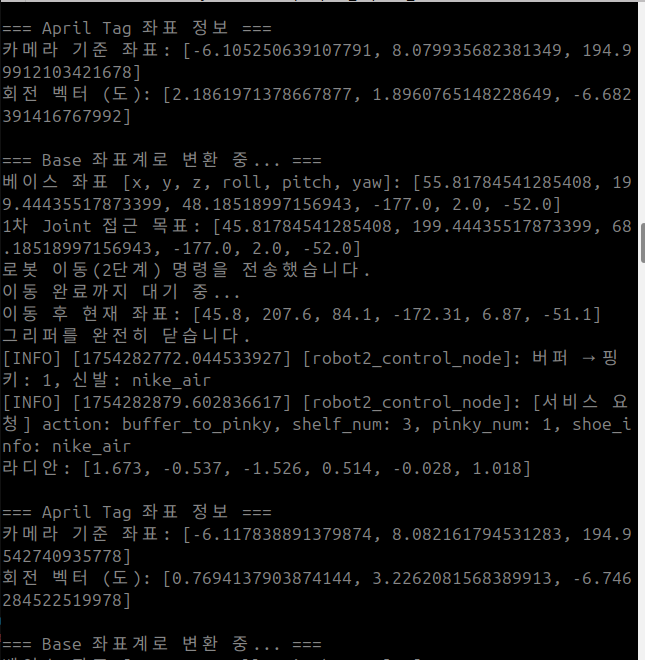 === April Tag 좌표 정보 ===
카메라 기준 좌표: [-6.105250639107791, 8.079935682381349, 194.9
9912103421678]
회전 벡터 (도): [2.1861971378667877, 1.8960765148228649, -6.682
391416767992]
=== Base 좌표계로 변환 중... ===
베이스 좌표 [x, y, z, roll, pitch, yaw]: [55.81784541285408, 19
9.44435517873399, 48.18518997156943, -177.0, 2.0, -52.0]
1차 Joint 접근 목표: [45.81784541285408, 199.44435517873399, 68
.18518997156943, -177.0, 2.0, -52.0]
로봇 이동(2단계) 명령을 전송했습니다.
이동 완료까지 대기 중...
이동 후 현재 좌표: [45.8, 207.6, 84.1, -172.31, 6.87, -51.1]
그리퍼를 완전히 닫습니다.
[INFO] [1754282772.044533927] [robot2_control_node]: 버퍼 → 핑
키: 1, 신발: nike_air
[INFO] [1754282879.602836617] [robot2_control_node]: [서비스 요
청] action: buffer_to_pinky, shelf_num: 3, pinky_num: 1, shoe_i
nfo: nike_air
라디안: [1.673, -0.537, -1.526, 0.514, -0.028, 1.018]
=== April Tag 좌표 정보 ===
카메라 기준 좌표: [-6.117838891379874, 8.082161794531283, 194.9
542740935778]
회전 벡터 (도): [0.7694137903874144, 3.2262081568389913, -6.746
284522519978]
=== Base 좌표계로 변환 중... ===